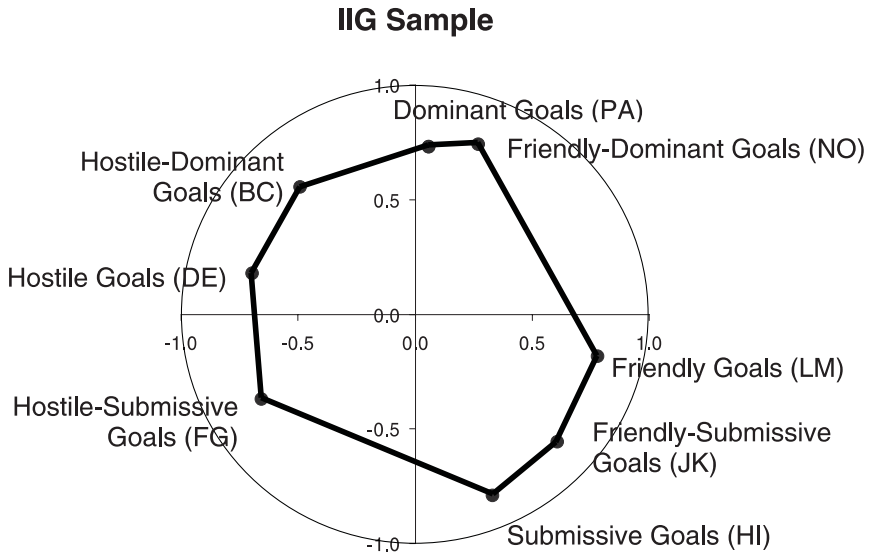 IIG Sample
1.0
Dominant Goals (PA)
Friendly-Dominant Goals (NO)
Hostile-Dominant
Goals (BC)
0.5
Hostile Goals (DE)
0.0
-1.0
-0.5
0.0
0.5
1.0
Friendly Goals (LM)
Hostile-Submissive
Goals (FG)
-0.5
Friendly-Submissive
Goals (JK)
Submissive Goals (HI)
-1.0